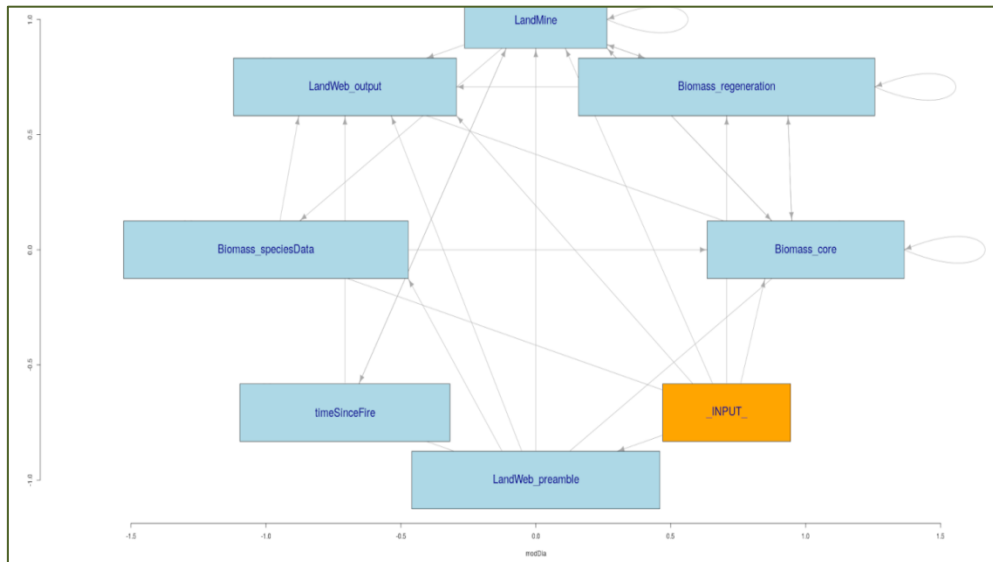 LandMine
1.0
LandWeb_output
Biomass_regeneration
0.5
Biomass_speciesData
Biomass_core
0.0
-0.5
timeSinceFire
_INPUT_
LandWeb_preamble
-1.0
-1.5 -1.0 -0.5 0.0 0.5 1.0 1.5
modDia